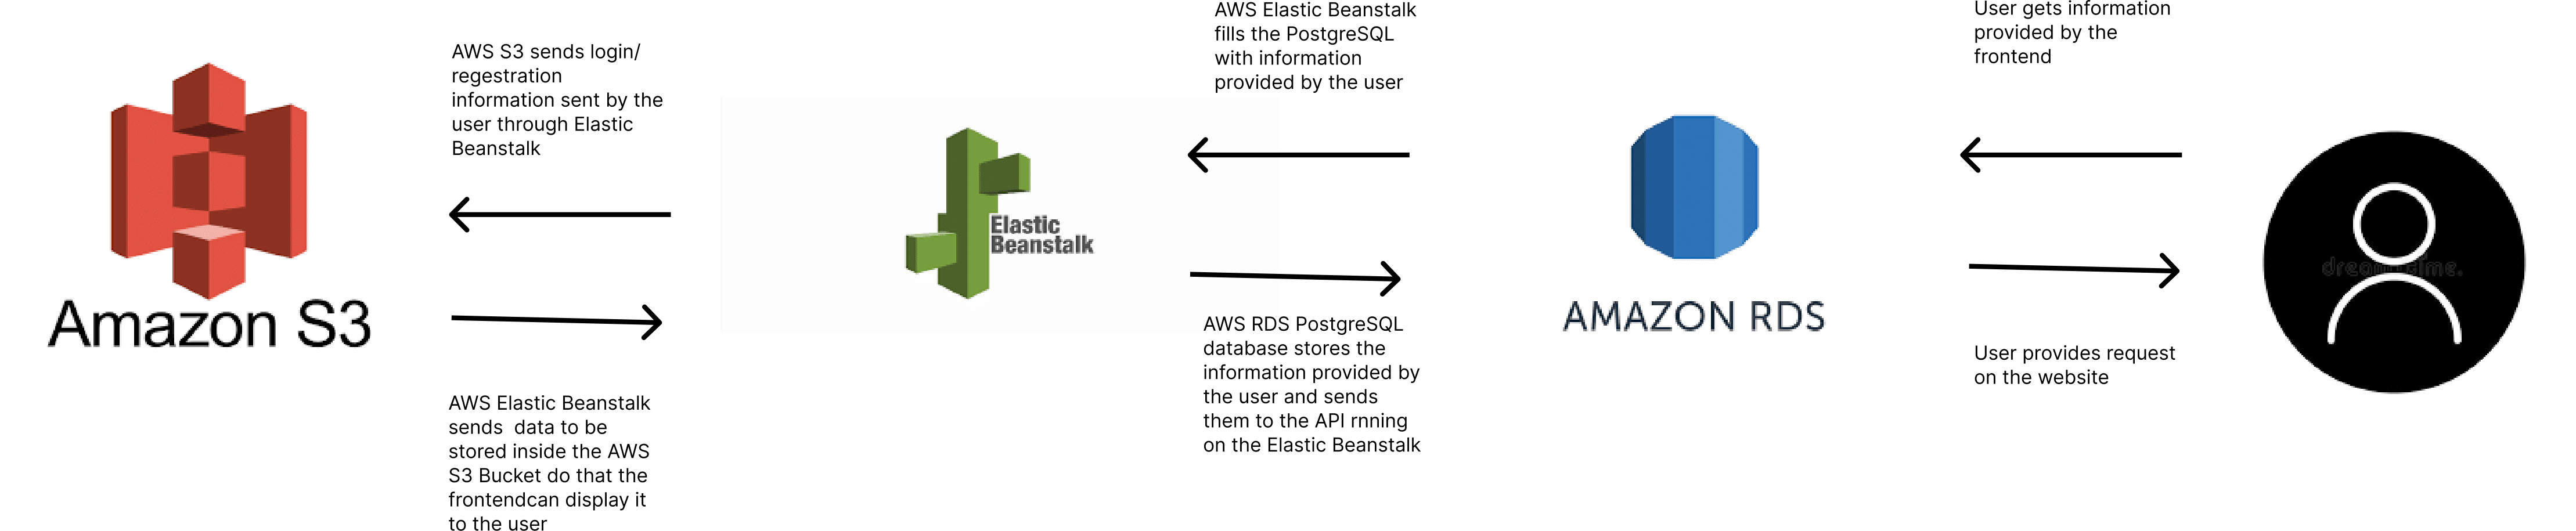 AWS S3 sends login/
regestration
information sent by the
user through Elastic
Beanstalk
Amazon S3
AWS Elastic Beanstalk
sends data to be
stored inside the AWS
S3 Bucket do that the
frontendcan display it
to the user
Elastic
Beanstalk
AWS Elastic Beanstalk
fills the PostgreSQL
with information
provided by the user
AWS RDS PostgreSQL
database stores the
information provided by
the user and sends
them to the API rnning
on the Elastic Beanstalk
AMAZON RDS
User gets information
provided by the
frontend
User provides request
on the website